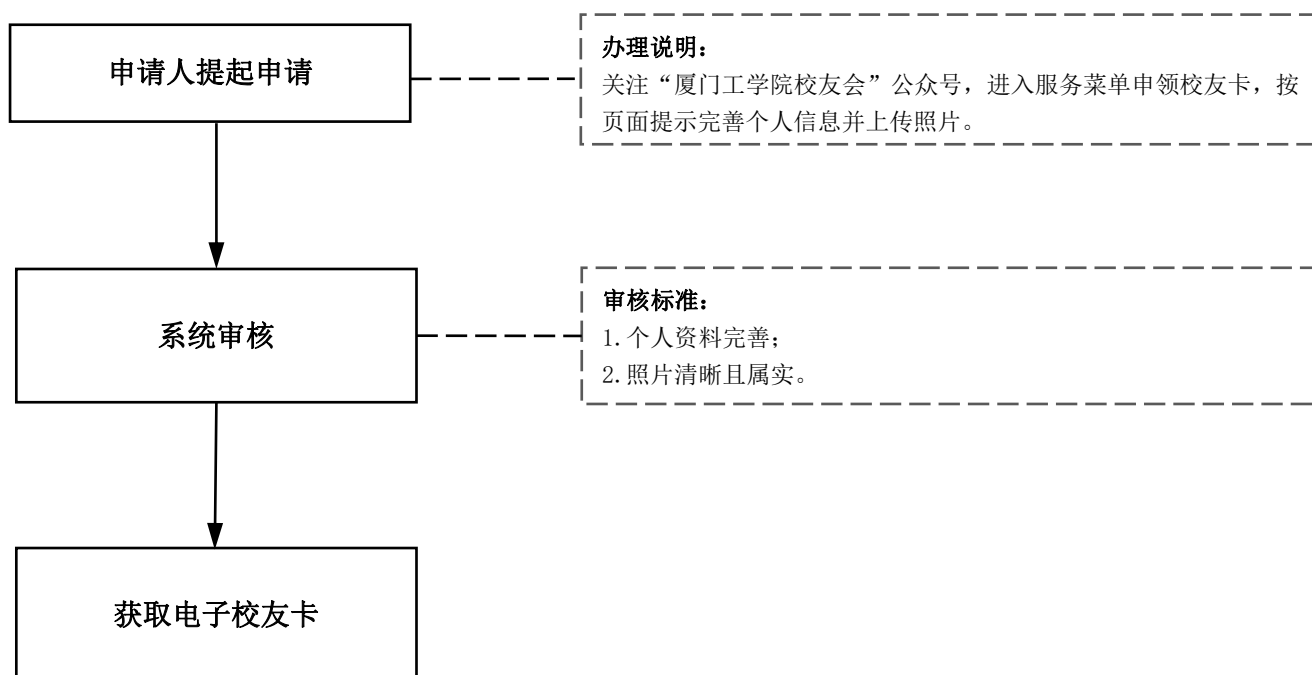 申请人提起申请
办理说明：
关注“厦门工学院校友会”公众号，进入服务菜单申领校友卡，按
页面提示完善个人信息并上传照片。
系统审核
审核标准：
1.个人资料完善；
2.照片清晰且属实。
获取电子校友卡